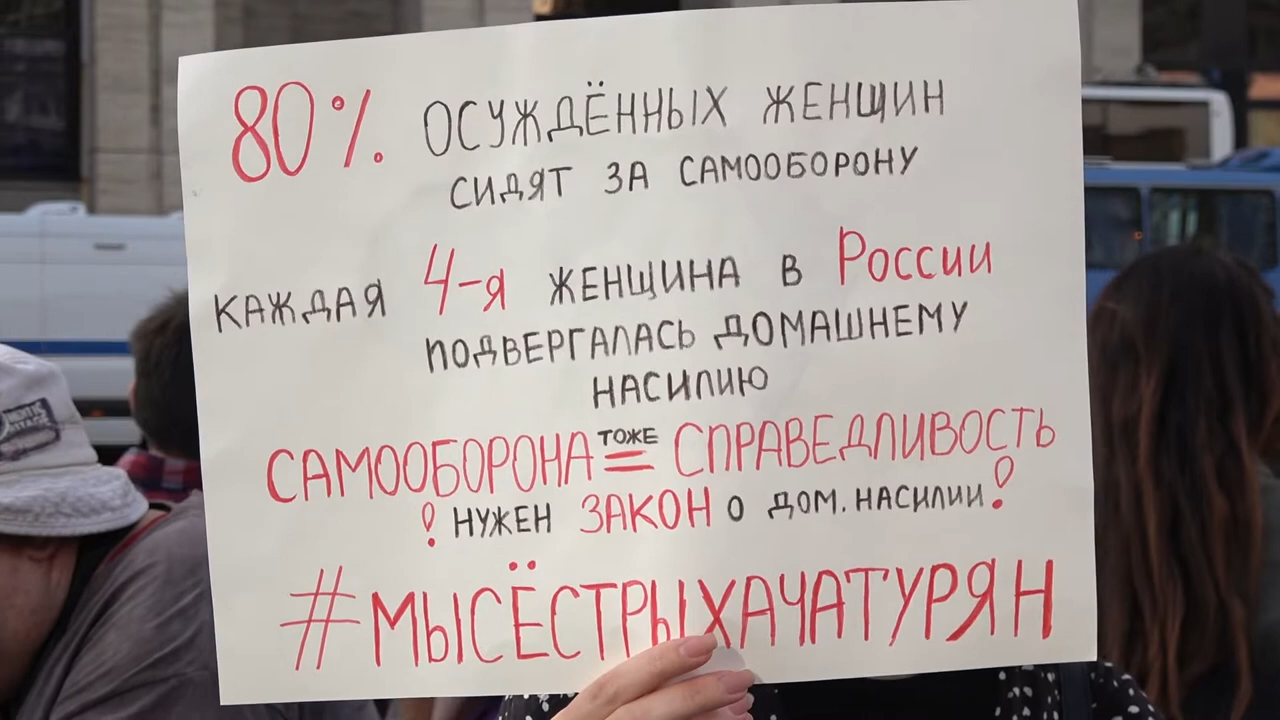 80% ОСУЖДЁННЫХ ЖЕНЩИН
СИДЯТ ЗА САМООБОРОНУ
КАЖДАЯ 4-я ЖЕНЩИНА В РОССИИ
ПОДВЕРГАЛАСЬ ДОМАШНЕМУ
НАСИЛИЮ
САМООБОРОНА ТОЖЕ = СПРАВЕДЛИВОСТЬ
! НУЖЕН ЗАКОН О ДОМ. НАСИЛИИ !
#МЫСЁСТРЫХАЧАТУРЯН